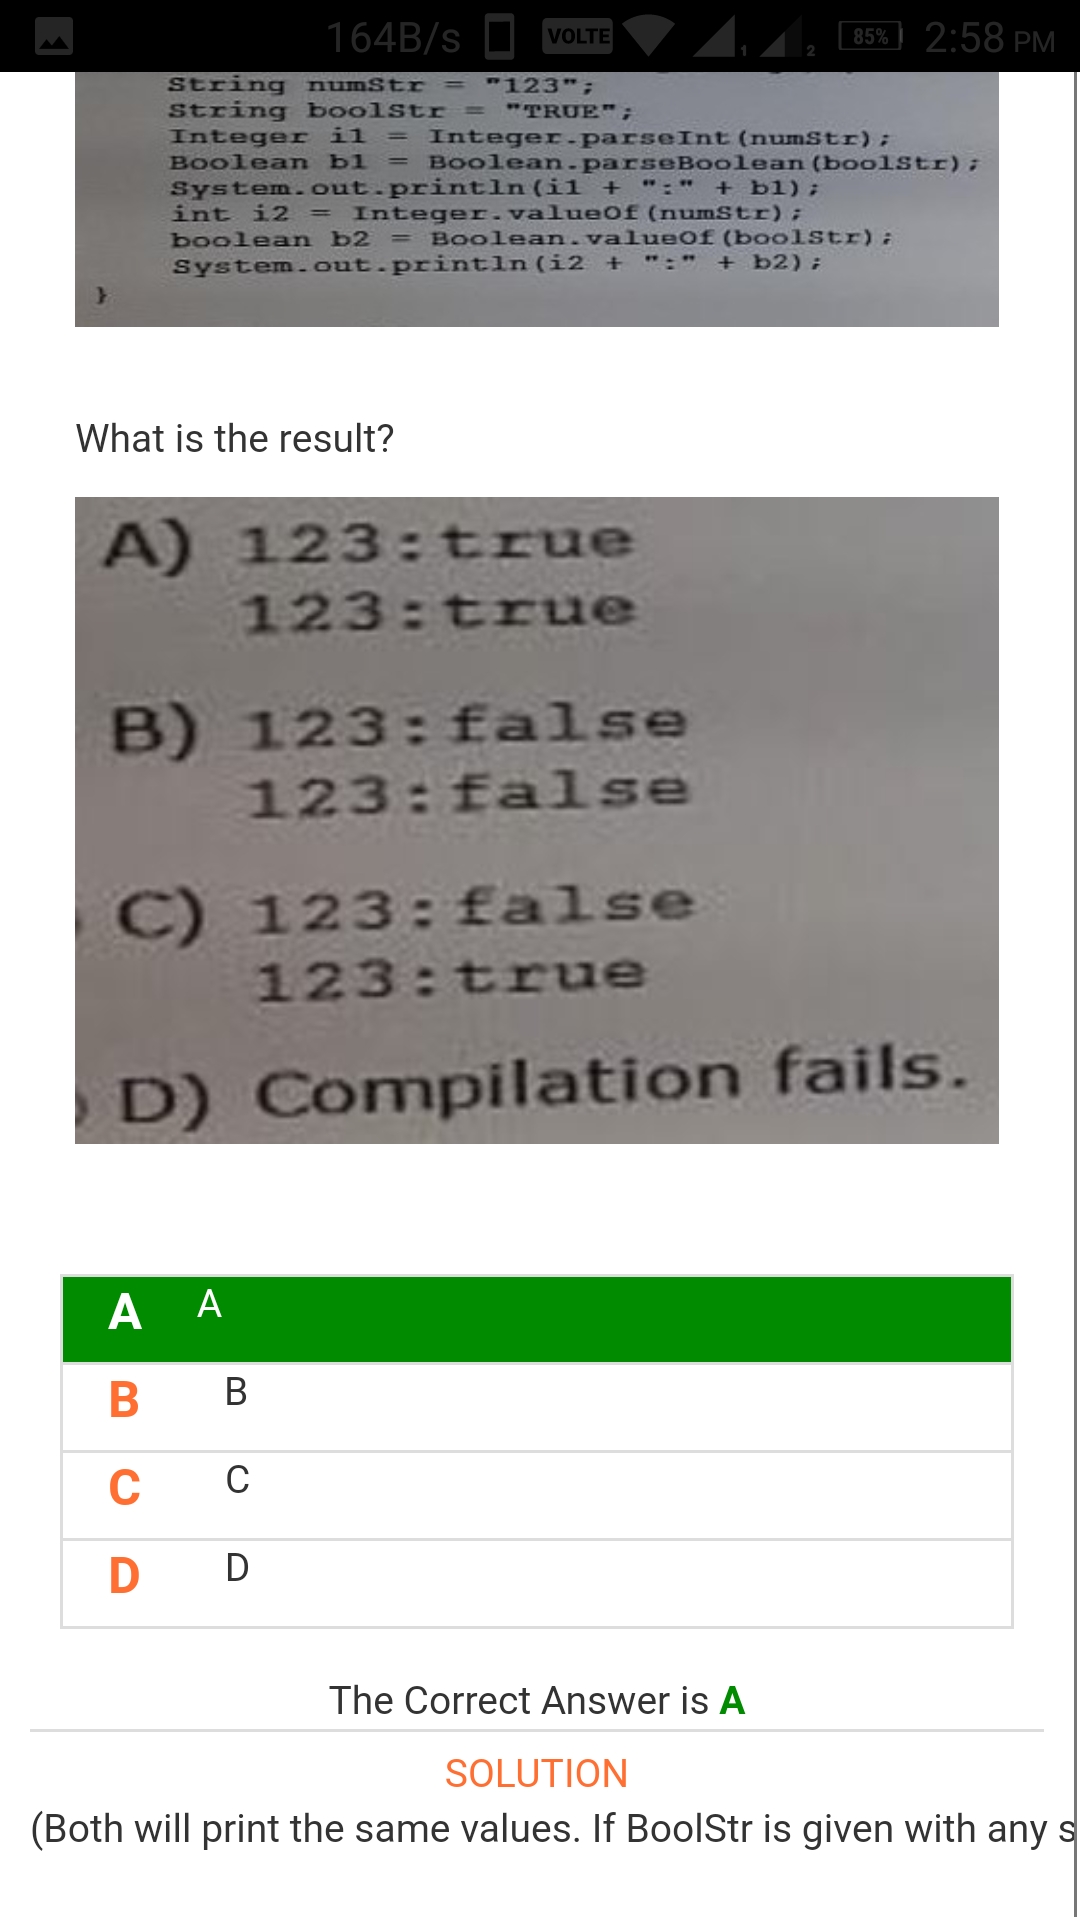 164B/s VOLTE 1 2 85% 2:58 PM
String numStr = "123";
String boolStr = "TRUE";
Integer i1 = Integer.parseInt(numStr);
Boolean b1 = Boolean.parseBoolean(boolStr);
System.out.println(i1 + ":" + b1);
int i2 = Integer.valueOf(numStr);
boolean b2 = Boolean.valueOf(boolStr);
System.out.println(i2 + ":" + b2);
}
What is the result?
A) 123:true
123:true
B) 123:false
123:false
C) 123:false
123:true
D) Compilation fails.
A A
B B
C C
D D
The Correct Answer is A
SOLUTION
(Both will print the same values. If BoolStr is given with any s